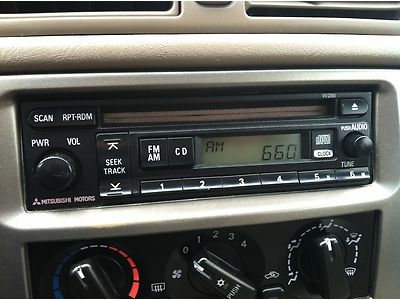 W286
SCAN RPT-RDM
PUSH AUDIO
PWR VOL
SEEK
TRACK
FM
AM
CD
AM 660
CLOCK
TUNE
1 2 3 4 5 6
MITSUBISHI MOTORS
0 1 2 3 4
PUSH